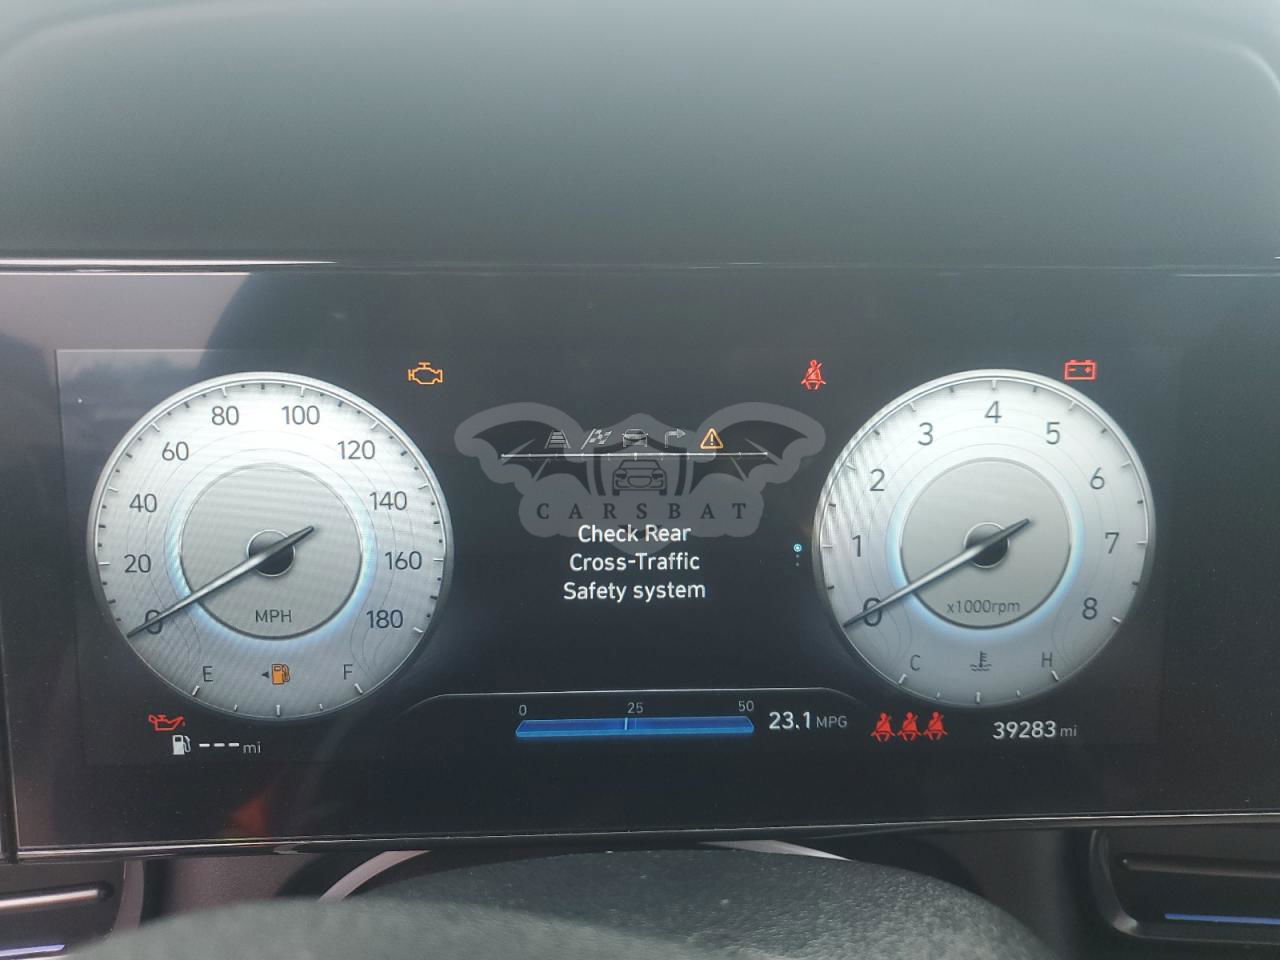 80 100
60 120
40 140
20 160
0 180
MPH
E F
--- mi
CARSBAT
Check Rear
Cross-Traffic
Safety system
0 25 50
23.1 MPG
4
3 5
2 6
1 7
0 8
x1000rpm
C H
39283 mi